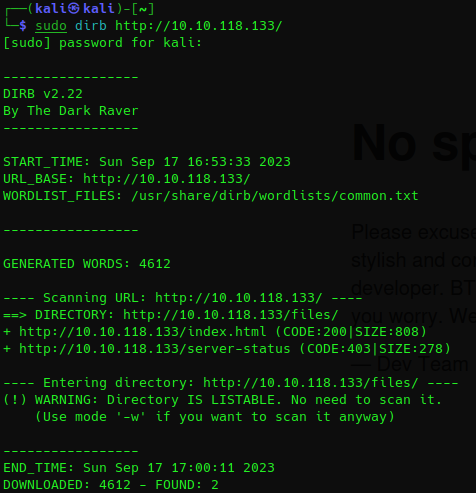 ┌──(kali㉿kali)-[~]
└─$ sudo dirb http://10.10.118.133/
[sudo] password for kali:
-----------------
DIRB v2.22
By The Dark Raver
-----------------
START_TIME: Sun Sep 17 16:53:33 2023
URL_BASE: http://10.10.118.133/
WORDLIST_FILES: /usr/share/dirb/wordlists/common.txt
-----------------
GENERATED WORDS: 4612
---- Scanning URL: http://10.10.118.133/ ----
==> DIRECTORY: http://10.10.118.133/files/
+ http://10.10.118.133/index.html (CODE:200|SIZE:808)
+ http://10.10.118.133/server-status (CODE:403|SIZE:278)
---- Entering directory: http://10.10.118.133/files/ ----
(!) WARNING: Directory IS LISTABLE. No need to scan it.
    (Use mode '-w' if you want to scan it anyway)
-----------------
END_TIME: Sun Sep 17 17:00:11 2023
DOWNLOADED: 4612 - FOUND: 2
No
Please excuse
stylish and
developer.
you worry.
— Dev Team